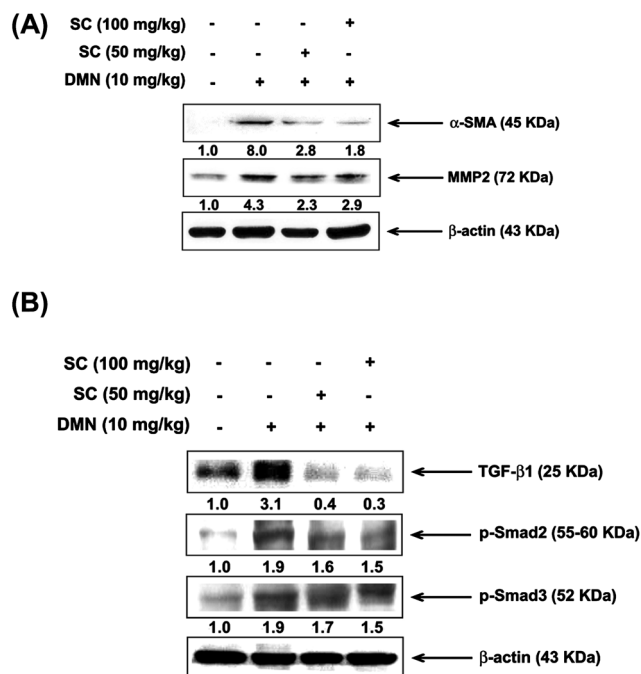 (A)
SC (100 mg/kg) - - - +
SC (50 mg/kg) - - + -
DMN (10 mg/kg) - + + +
α-SMA (45 KDa)
1.0 8.0 2.8 1.8
MMP2 (72 KDa)
1.0 4.3 2.3 2.9
β-actin (43 KDa)
(B)
SC (100 mg/kg) - - - +
SC (50 mg/kg) - - + -
DMN (10 mg/kg) - + + +
TGF-β1 (25 KDa)
1.0 3.1 0.4 0.3
p-Smad2 (55-60 KDa)
1.0 1.9 1.6 1.5
p-Smad3 (52 KDa)
1.0 1.9 1.7 1.5
β-actin (43 KDa)